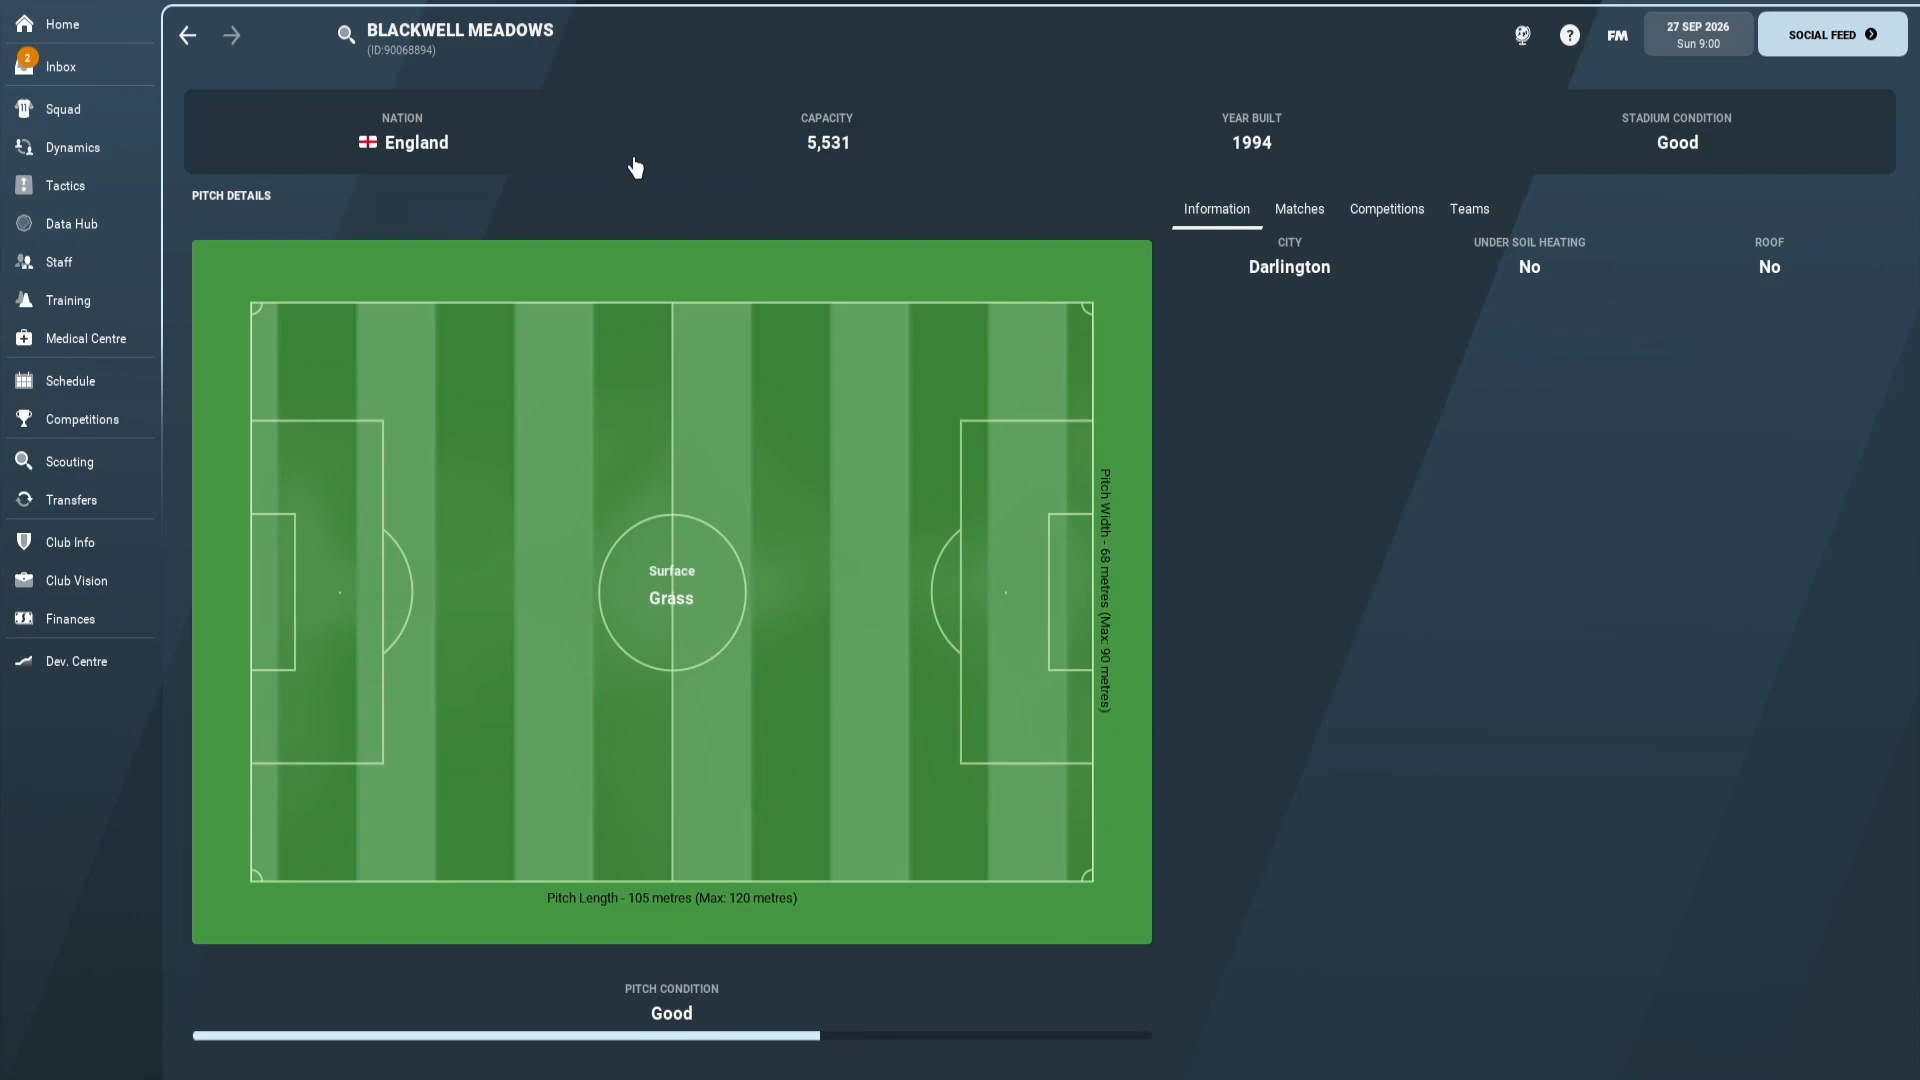 Home
2
Inbox
Squad
Dynamics
Tactics
Data Hub
Staff
Training
Medical Centre
Schedule
Competitions
Scouting
Transfers
Club Info
Club Vision
Finances
Dev. Centre
BLACKWELL MEADOWS
(ID:90068894)
?
FM
27 SEP 2026
Sun 9:00
SOCIAL FEED
NATION
England
CAPACITY
5,531
YEAR BUILT
1994
STADIUM CONDITION
Good
PITCH DETAILS
Surface
Grass
Pitch Width - 68 metres (Max: 90 metres)
Pitch Length - 105 metres (Max: 120 metres)
PITCH CONDITION
Good
Information Matches Competitions Teams
CITY
Darlington
UNDER SOIL HEATING
No
ROOF
No